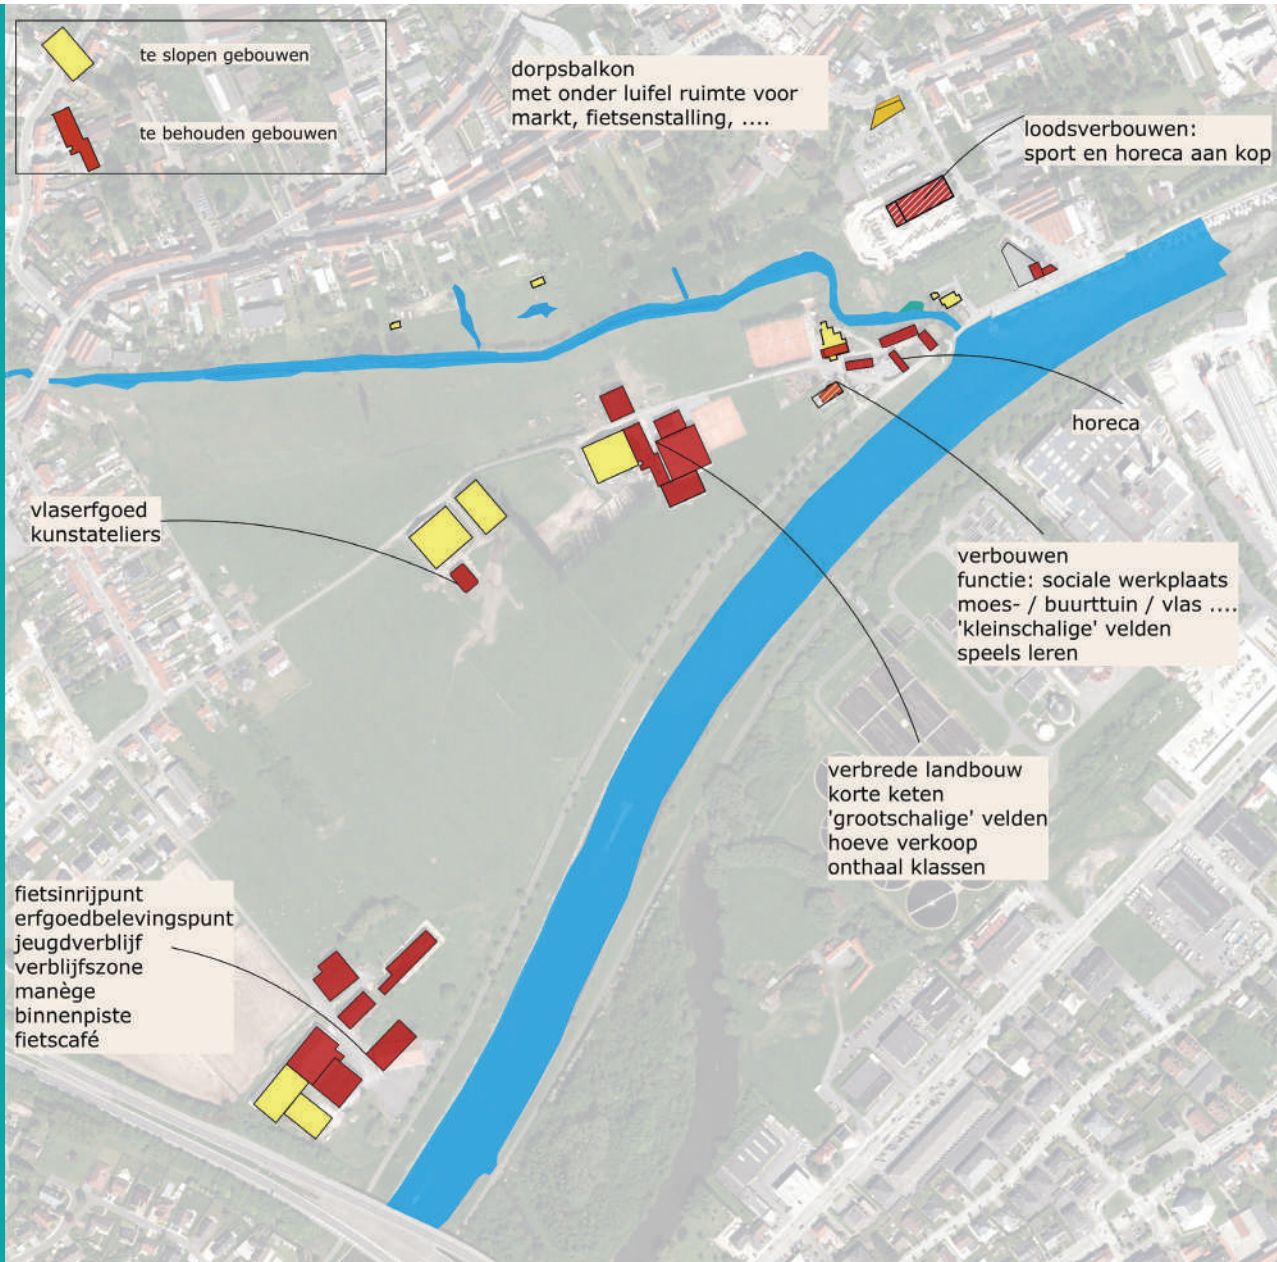 te slopen gebouwen
te behouden gebouwen
dorpsbalkon
met onder luifel ruimte voor
markt, fietsenstalling, ....
loodsverbouwen:
sport en horeca aan kop
horeca
vlaserfgoed
kunstateliers
verbouwen
functie: sociale werkplaats
moes- / buurttuin / vlas ....
'kleinschalige' velden
speels leren
verbrede landbouw
korte keten
'grootschalige' velden
hoeve verkoop
onthaal klassen
fietsinrijpunt
erfgoedbelevingspunt
jeugdverblijf
verblijfszone
manège
binnenpiste
fietscafé